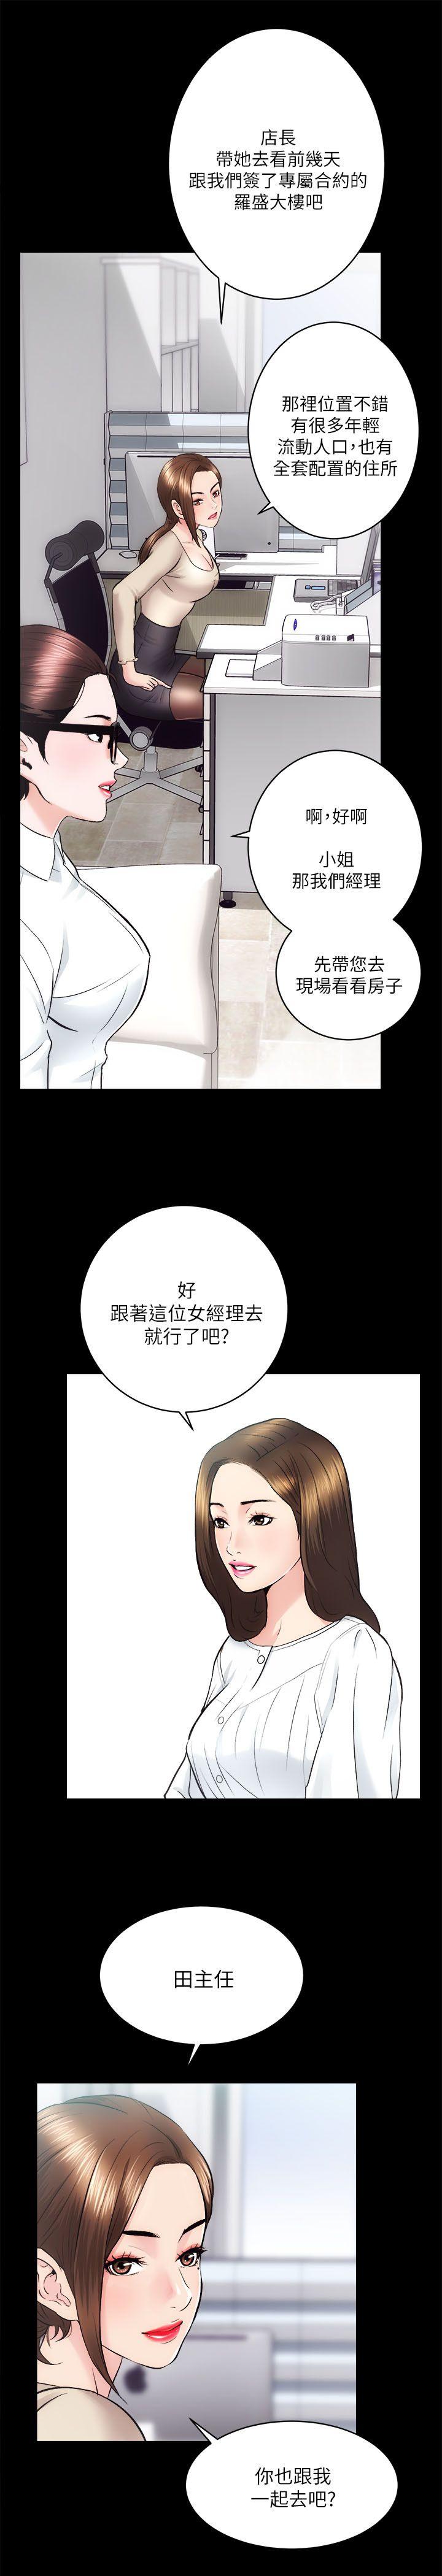 店長
帶她去看前幾天
跟我們簽了專屬合約的
羅盛大樓吧
那裡位置不錯
有很多年輕
流動人口,也有
全套配置的住所
啊,好啊
小姐
那我們經理
先帶您去
現場看看房子
好
跟著這位女經理去
就行了吧?
田主任
你也跟我
一起去吧?